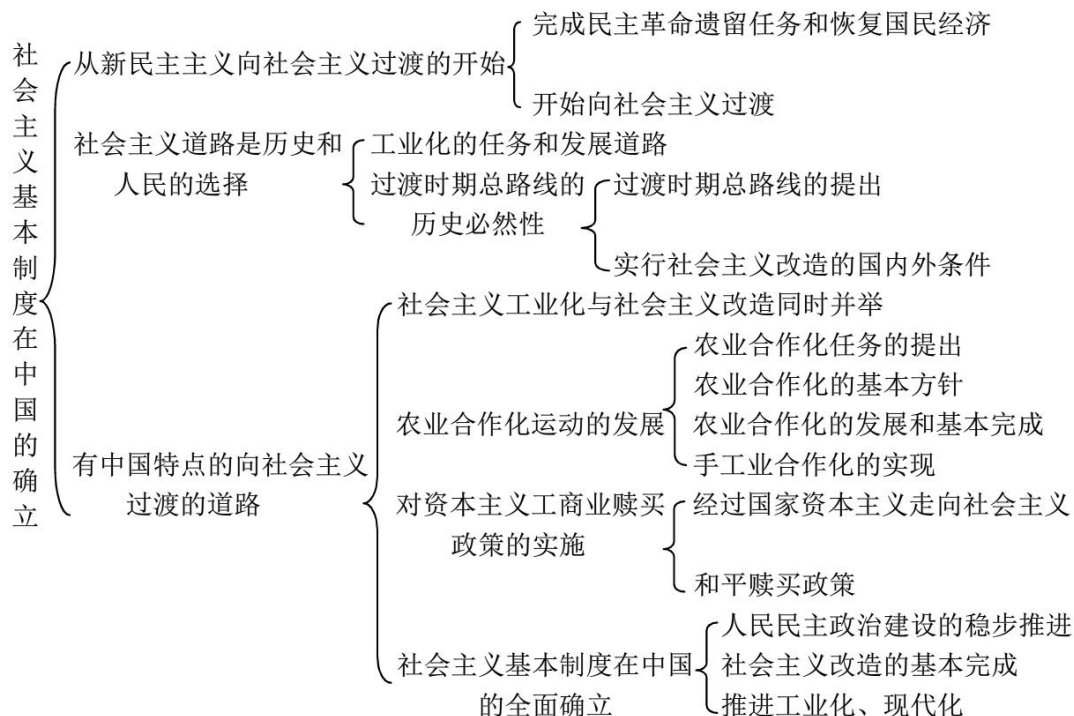 社会主义基本制度在中国的确立
从新民主主义向社会主义过渡的开始
完成民主革命遗留任务和恢复国民经济
开始向社会主义过渡
社会主义道路是历史和
人民的选择
工业化的任务和发展道路
过渡时期总路线的
历史必然性
过渡时期总路线的提出
实行社会主义改造的国内外条件
有中国特点的向社会主义
过渡的道路
社会主义工业化与社会主义改造同时并举
农业合作化运动的发展
农业合作化任务的提出
农业合作化的基本方针
农业合作化的发展和基本完成
手工业合作化的实现
对资本主义工商业赎买
政策的实施
经过国家资本主义走向社会主义
和平赎买政策
社会主义基本制度在中国
的全面确立
人民民主政治建设的稳步推进
社会主义改造的基本完成
推进工业化、现代化